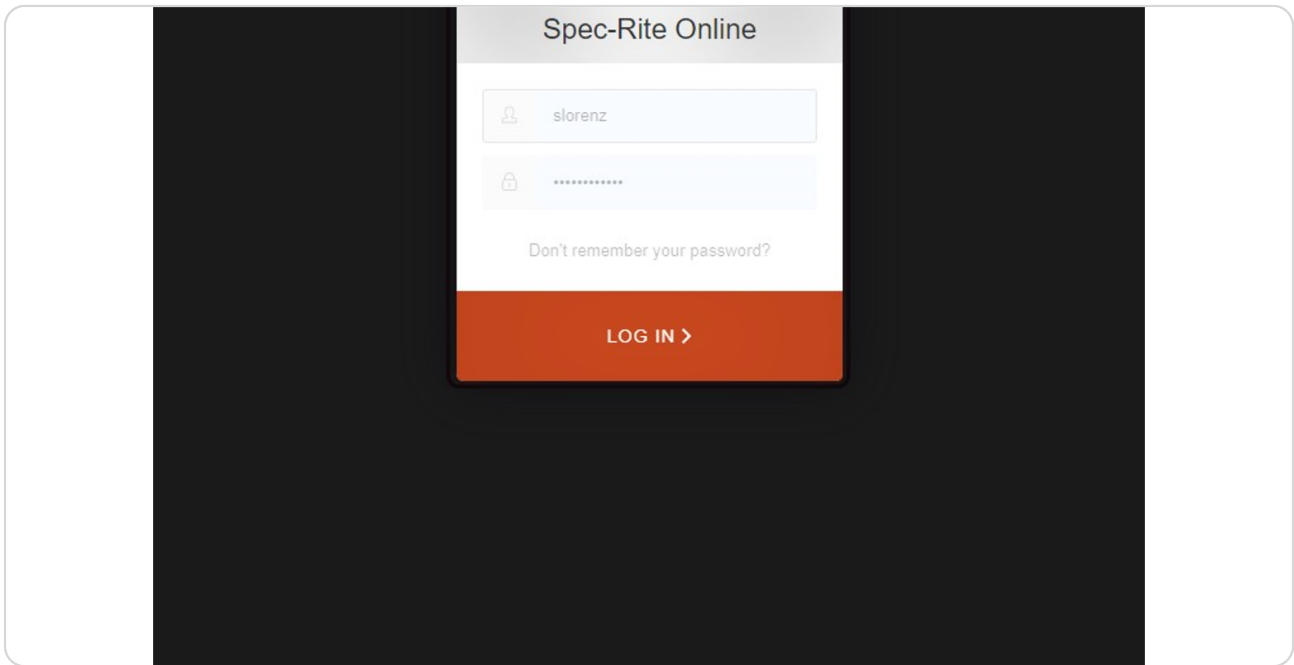 Spec-Rite Online
slorenz
••••••••••••
Don't remember your password?
LOG IN >